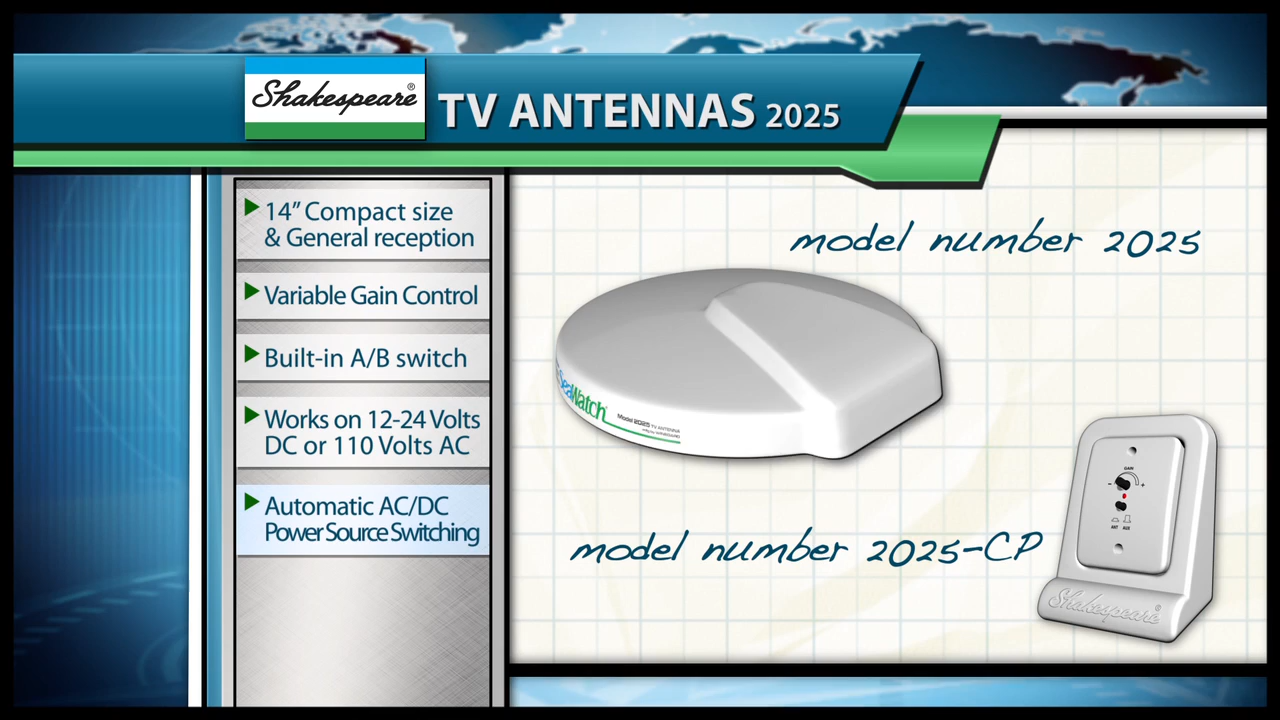 Shakespeare®
TV ANTENNAS 2025
14” Compact size
& General reception
Variable Gain Control
Built-in A/B switch
Works on 12-24 Volts
DC or 110 Volts AC
Automatic AC/DC
Power Source Switching
model number 2025
SeaWatch®
Model 2025 TV ANTENNA
model number 2025-CP
GAIN
- +
ANT AUX
Shakespeare®